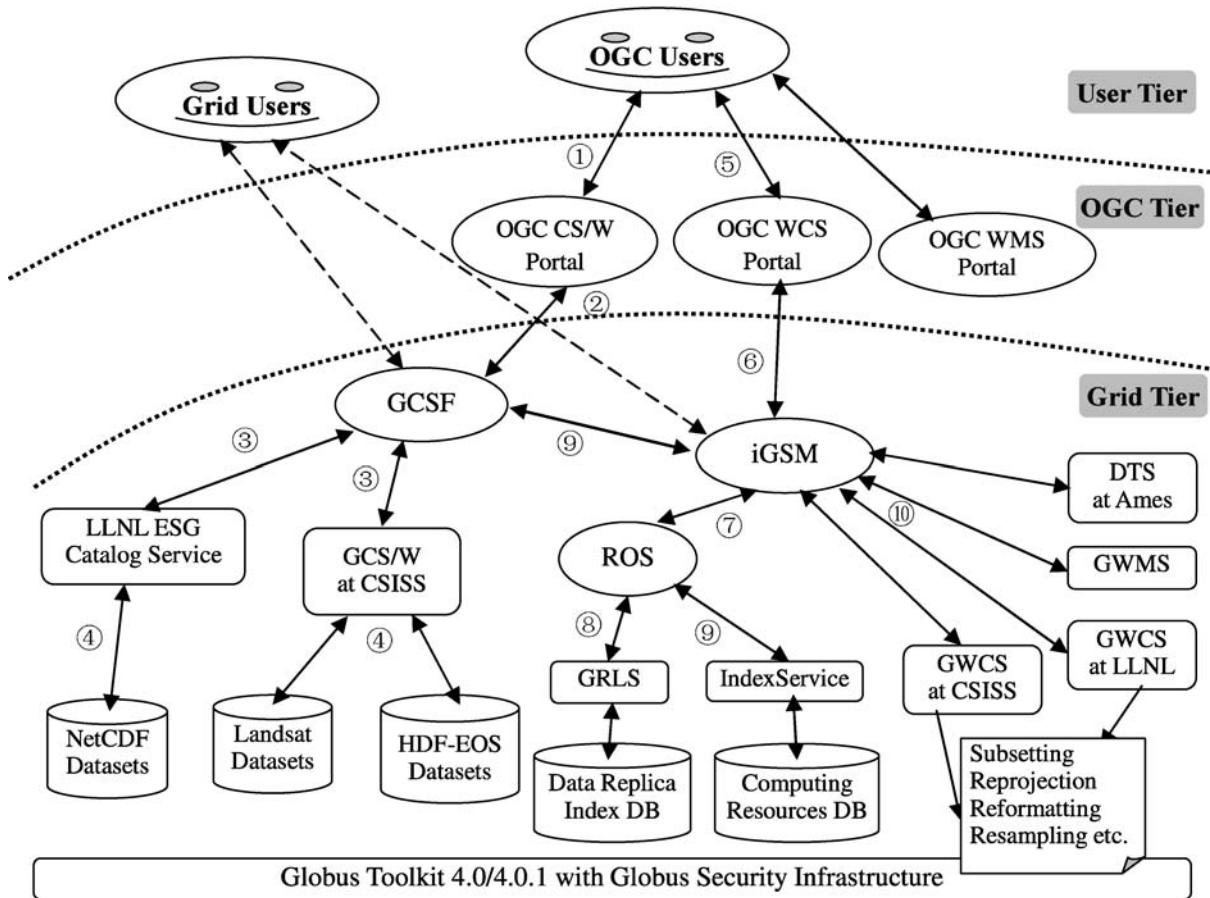 OGC Users
Grid Users
User Tier
①
⑤
OGC Tier
OGC CS/W
Portal
OGC WCS
Portal
OGC WMS
Portal
②
⑥
Grid Tier
GCSF
③
③
⑨
iGSM
DTS
at Ames
LLNL ESG
Catalog Service
GCS/W
at CSISS
⑦
⑩
ROS
GWMS
④
④
⑧
⑨
GRLS
IndexService
GWCS
at CSISS
GWCS
at LLNL
NetCDF
Datasets
Landsat
Datasets
HDF-EOS
Datasets
Data Replica
Index DB
Computing
Resources DB
Subsetting
Reprojection
Reformatting
Resampling etc.
Globus Toolkit 4.0/4.0.1 with Globus Security Infrastructure